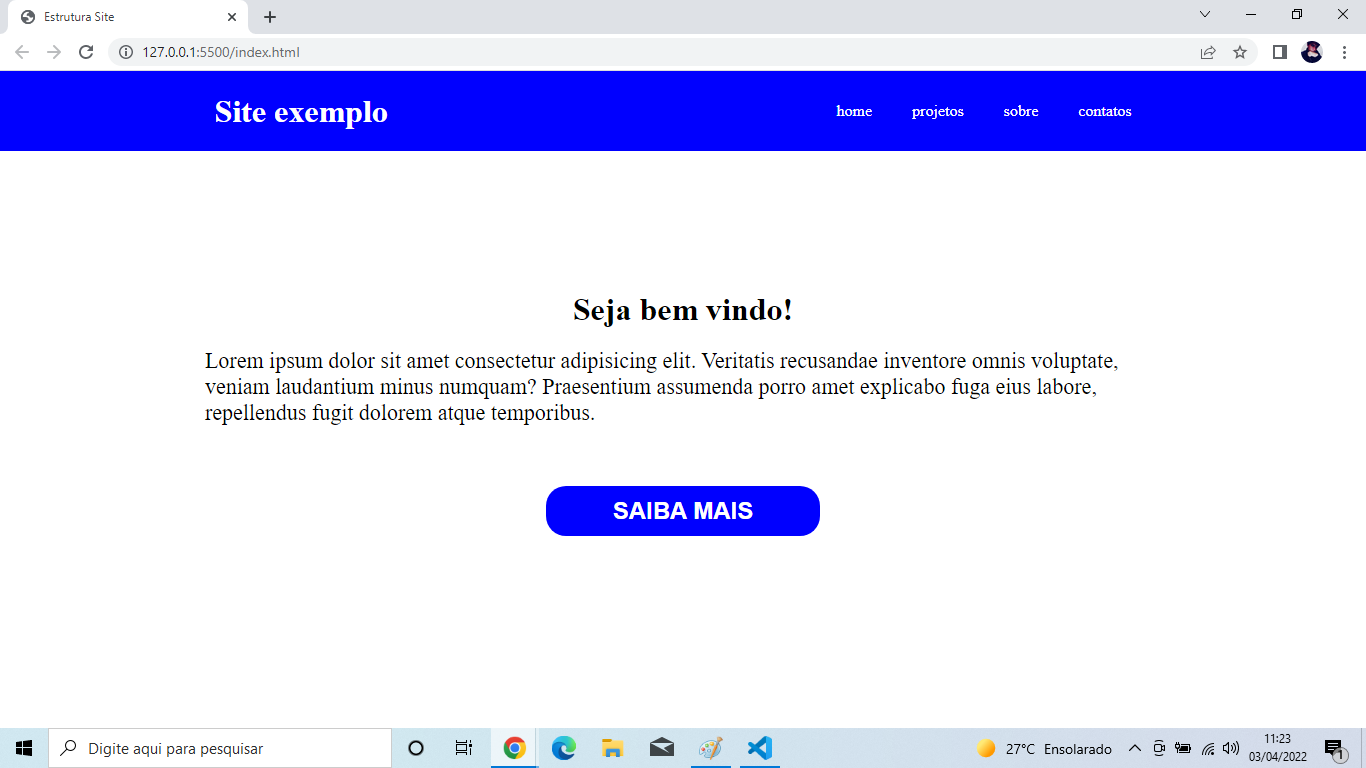 Estrutura Site
127.0.0.1:5500/index.html
Site exemplo
home projetos sobre contatos
Seja bem vindo!
Lorem ipsum dolor sit amet consectetur adipisicing elit. Veritatis recusandae inventore omnis voluptate,
veniam laudantium minus numquam? Praesentium assumenda porro amet explicabo fuga eius labore,
repellendus fugit dolorem atque temporibus.
SAIBA MAIS
Digite aqui para pesquisar
27°C Ensolarado
11:23
03/04/2022
1